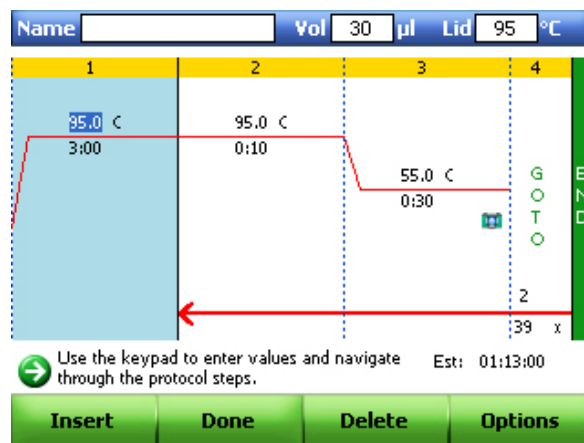 Name Vol 30 µl Lid 95 °C
1 2 3 4
95.0 C 95.0 C
3:00 0:10
55.0 C
0:30
GOTO
END
2
39 x
Use the keypad to enter values and navigate Est: 01:13:00
through the protocol steps.
Insert Done Delete Options